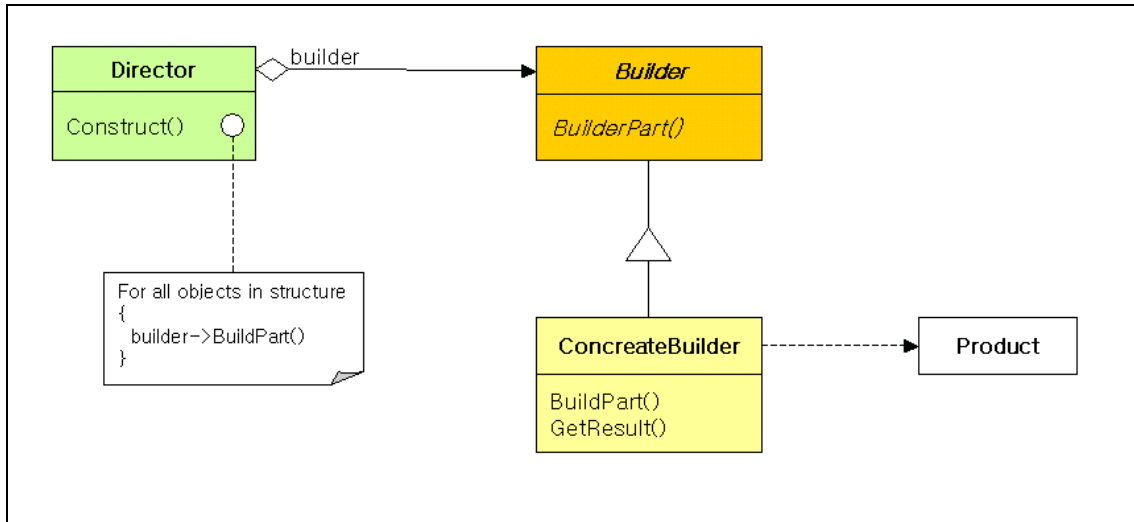 Director
builder
Builder
Construct()
BuilderPart()
For all objects in structure
{
builder->BuildPart()
}
ConcreateBuilder
Product
BuildPart()
GetResult()